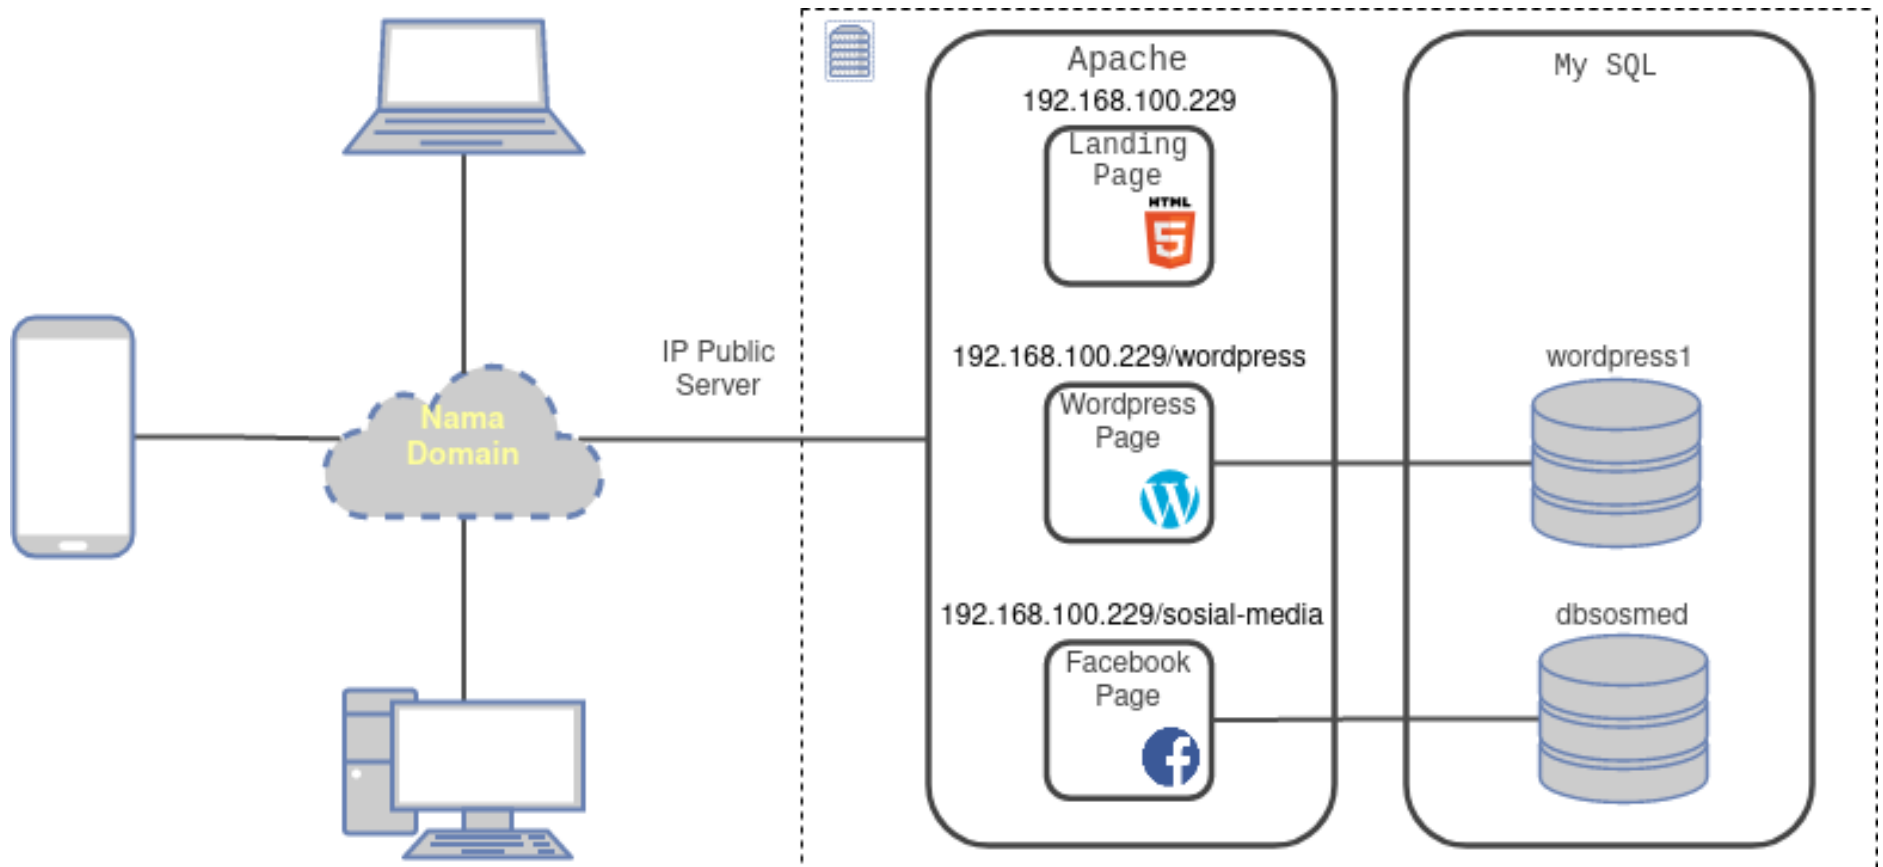 Apache
192.168.100.229
Landing
Page
HTML
5
My SQL
Nama
Domain
IP Public
Server
192.168.100.229/wordpress
Wordpress
Page
W
wordpress1
192.168.100.229/sosial-media
Facebook
Page
f
dbsosmed